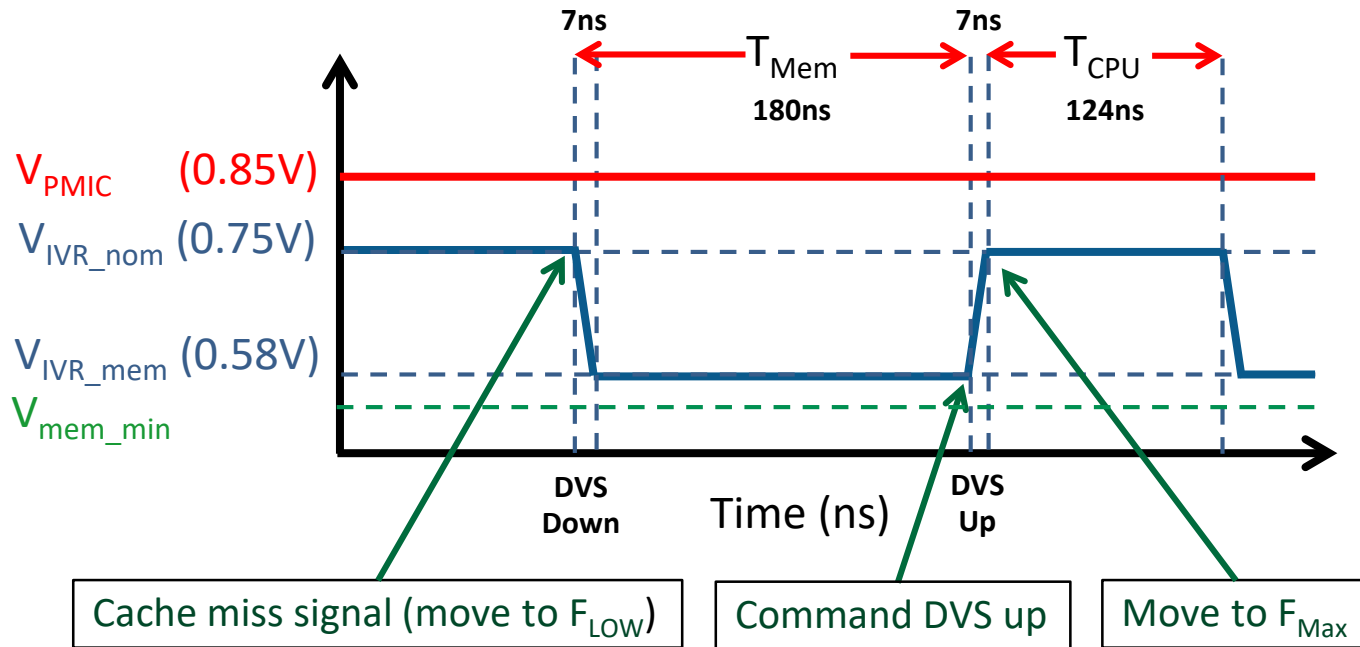 7ns
7ns
T_Mem
T_CPU
180ns
124ns
V_PMIC (0.85V)
V_IVR_nom (0.75V)
V_IVR_mem (0.58V)
V_mem_min
DVS
Down
Time (ns)
DVS
Up
Cache miss signal (move to F_LOW)
Command DVS up
Move to F_Max